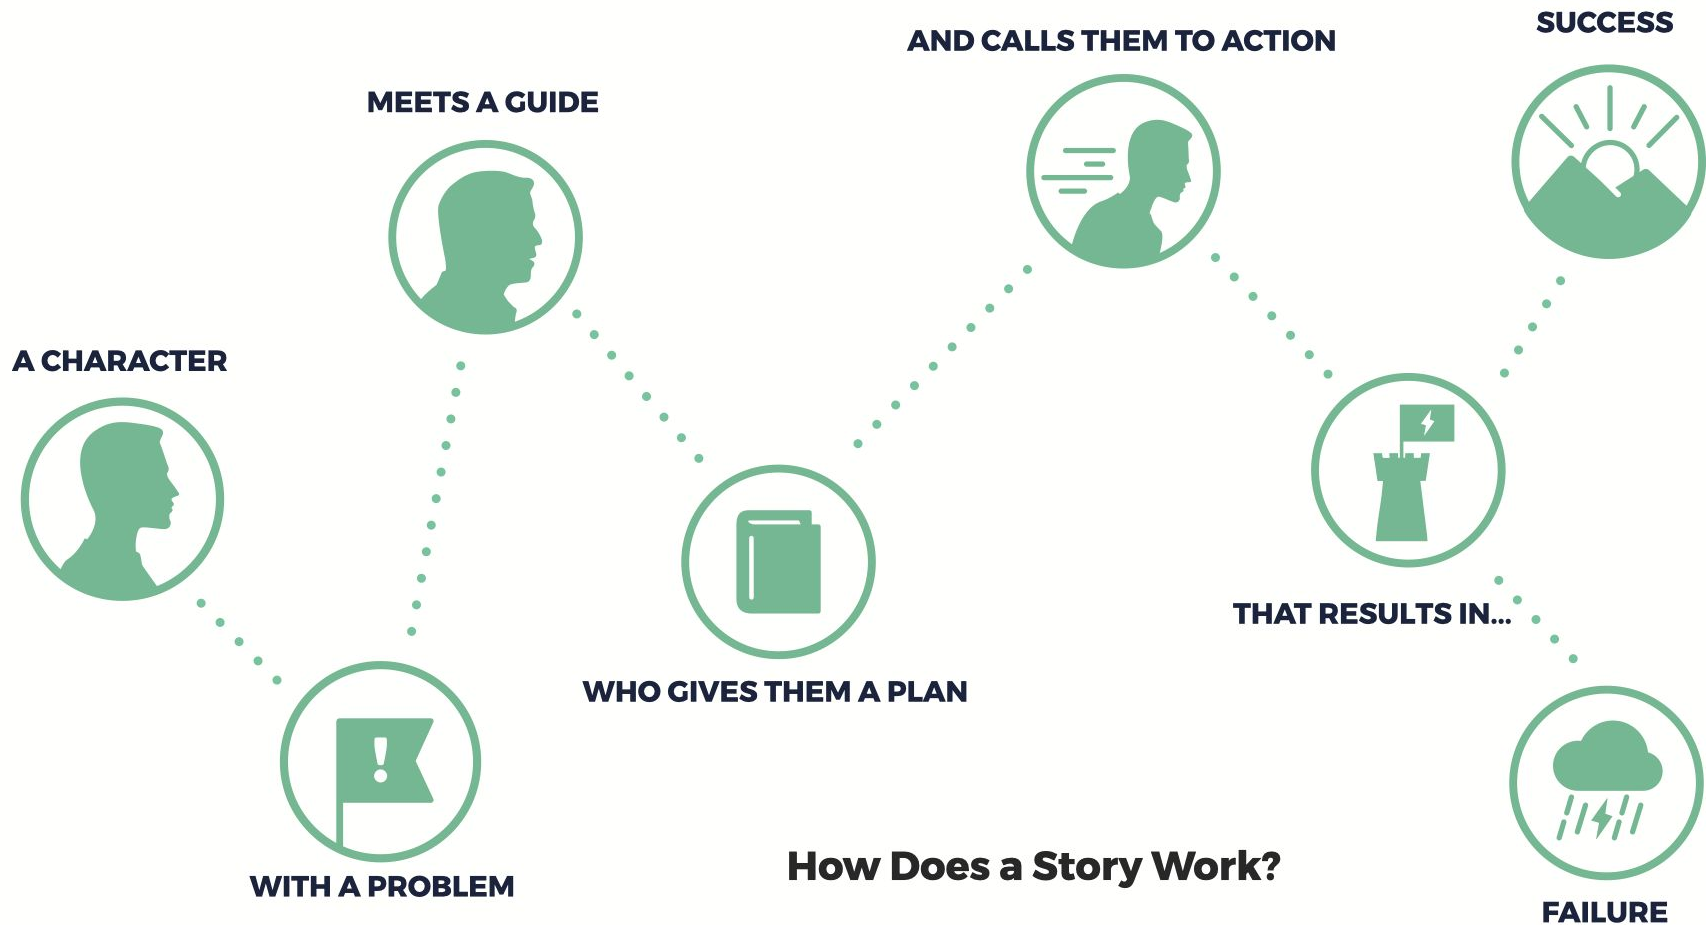 A CHARACTER
WITH A PROBLEM
MEETS A GUIDE
WHO GIVES THEM A PLAN
AND CALLS THEM TO ACTION
THAT RESULTS IN...
SUCCESS
FAILURE
How Does a Story Work?